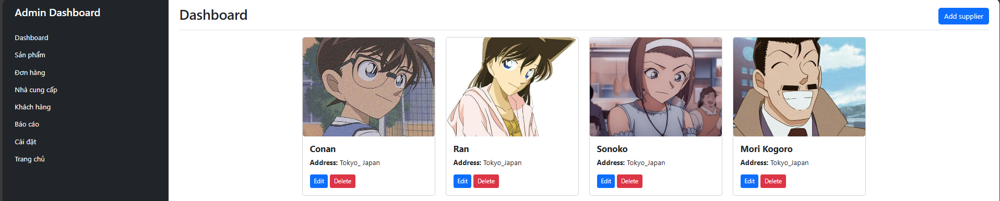 Admin Dashboard
Dashboard
Sản phẩm
Đơn hàng
Nhà cung cấp
Khách hàng
Báo cáo
Cài đặt
Trang chủ
Dashboard
Add supplier
Conan
Address: Tokyo_ Japan
Edit Delete
Ran
Address: Tokyo_Japan
Edit Delete
Sonoko
Address: Tokyo_Japan
Edit Delete
Mori Kogoro
Address: Tokyo_Japan
Edit Delete